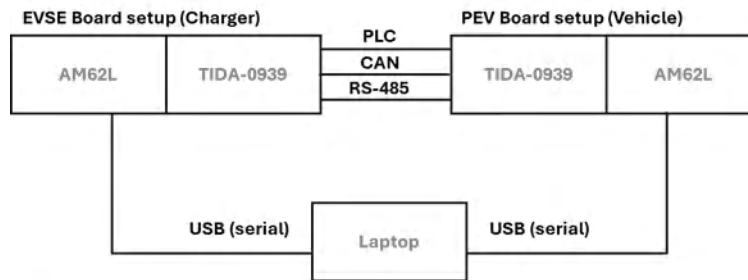 EVSE Board setup (Charger)
PEV Board setup (Vehicle)
PLC
AM62L
TIDA-0939
CAN
TIDA-0939
AM62L
RS-485
USB (serial)
Laptop
USB (serial)